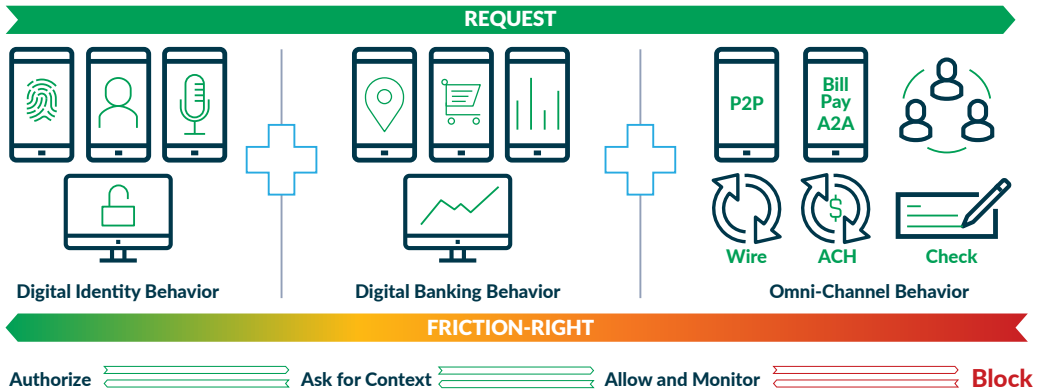 REQUEST
P2P
Bill
Pay
A2A
$
Wire
ACH
Check
Digital Identity Behavior
Digital Banking Behavior
Omni-Channel Behavior
FRICTION-RIGHT
Authorize
Ask for Context
Allow and Monitor
Block